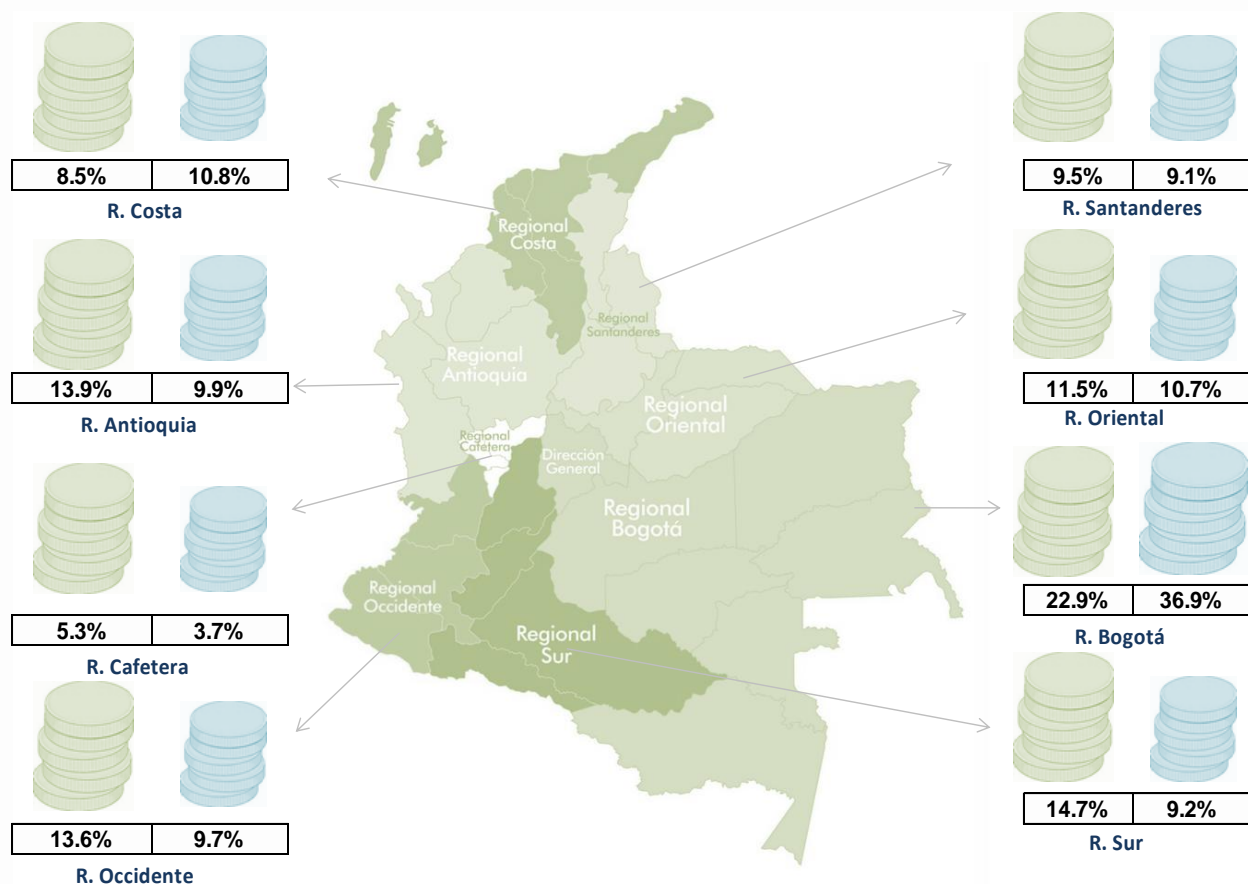 8.5% 10.8%
R. Costa
13.9% 9.9%
R. Antioquia
5.3% 3.7%
R. Cafetera
13.6% 9.7%
R. Occidente
Regional
Costa
Regional
Santanderes
Regional
Antioquia
Regional
Oriental
Regional
Cafetera
Dirección
General
Regional
Bogotá
Regional
Occidente
Regional
Sur
9.5% 9.1%
R. Santanderes
11.5% 10.7%
R. Oriental
22.9% 36.9%
R. Bogotá
14.7% 9.2%
R. Sur